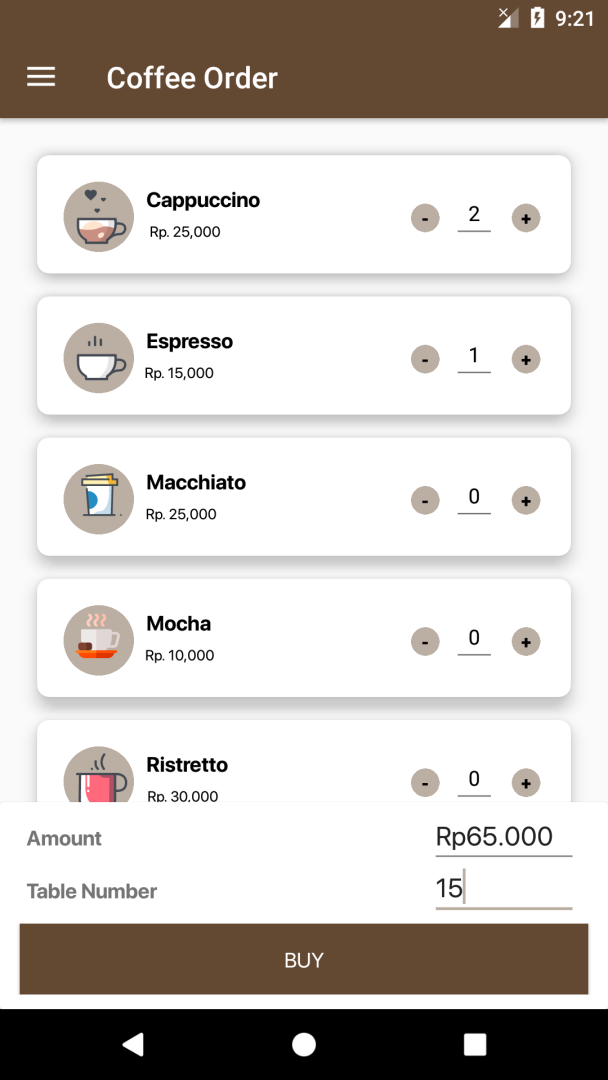 9:21
Coffee Order
Cappuccino
Rp. 25,000
- 2 +
Espresso
Rp. 15,000
- 1 +
Macchiato
Rp. 25,000
- 0 +
Mocha
Rp. 10,000
- 0 +
Ristretto
Rp. 30,000
- 0 +
Amount Rp65.000
Table Number 15
BUY